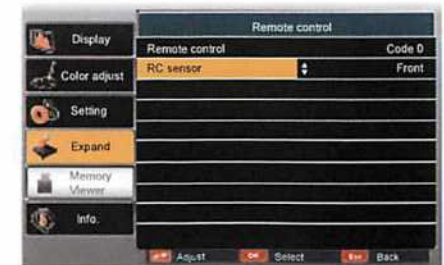 Display
Color adjust
Setting
Expand
Memory
Viewer
Info.
Remote control
Remote control Code 0
RC sensor Front
OK Select
Esc Back
Adjust